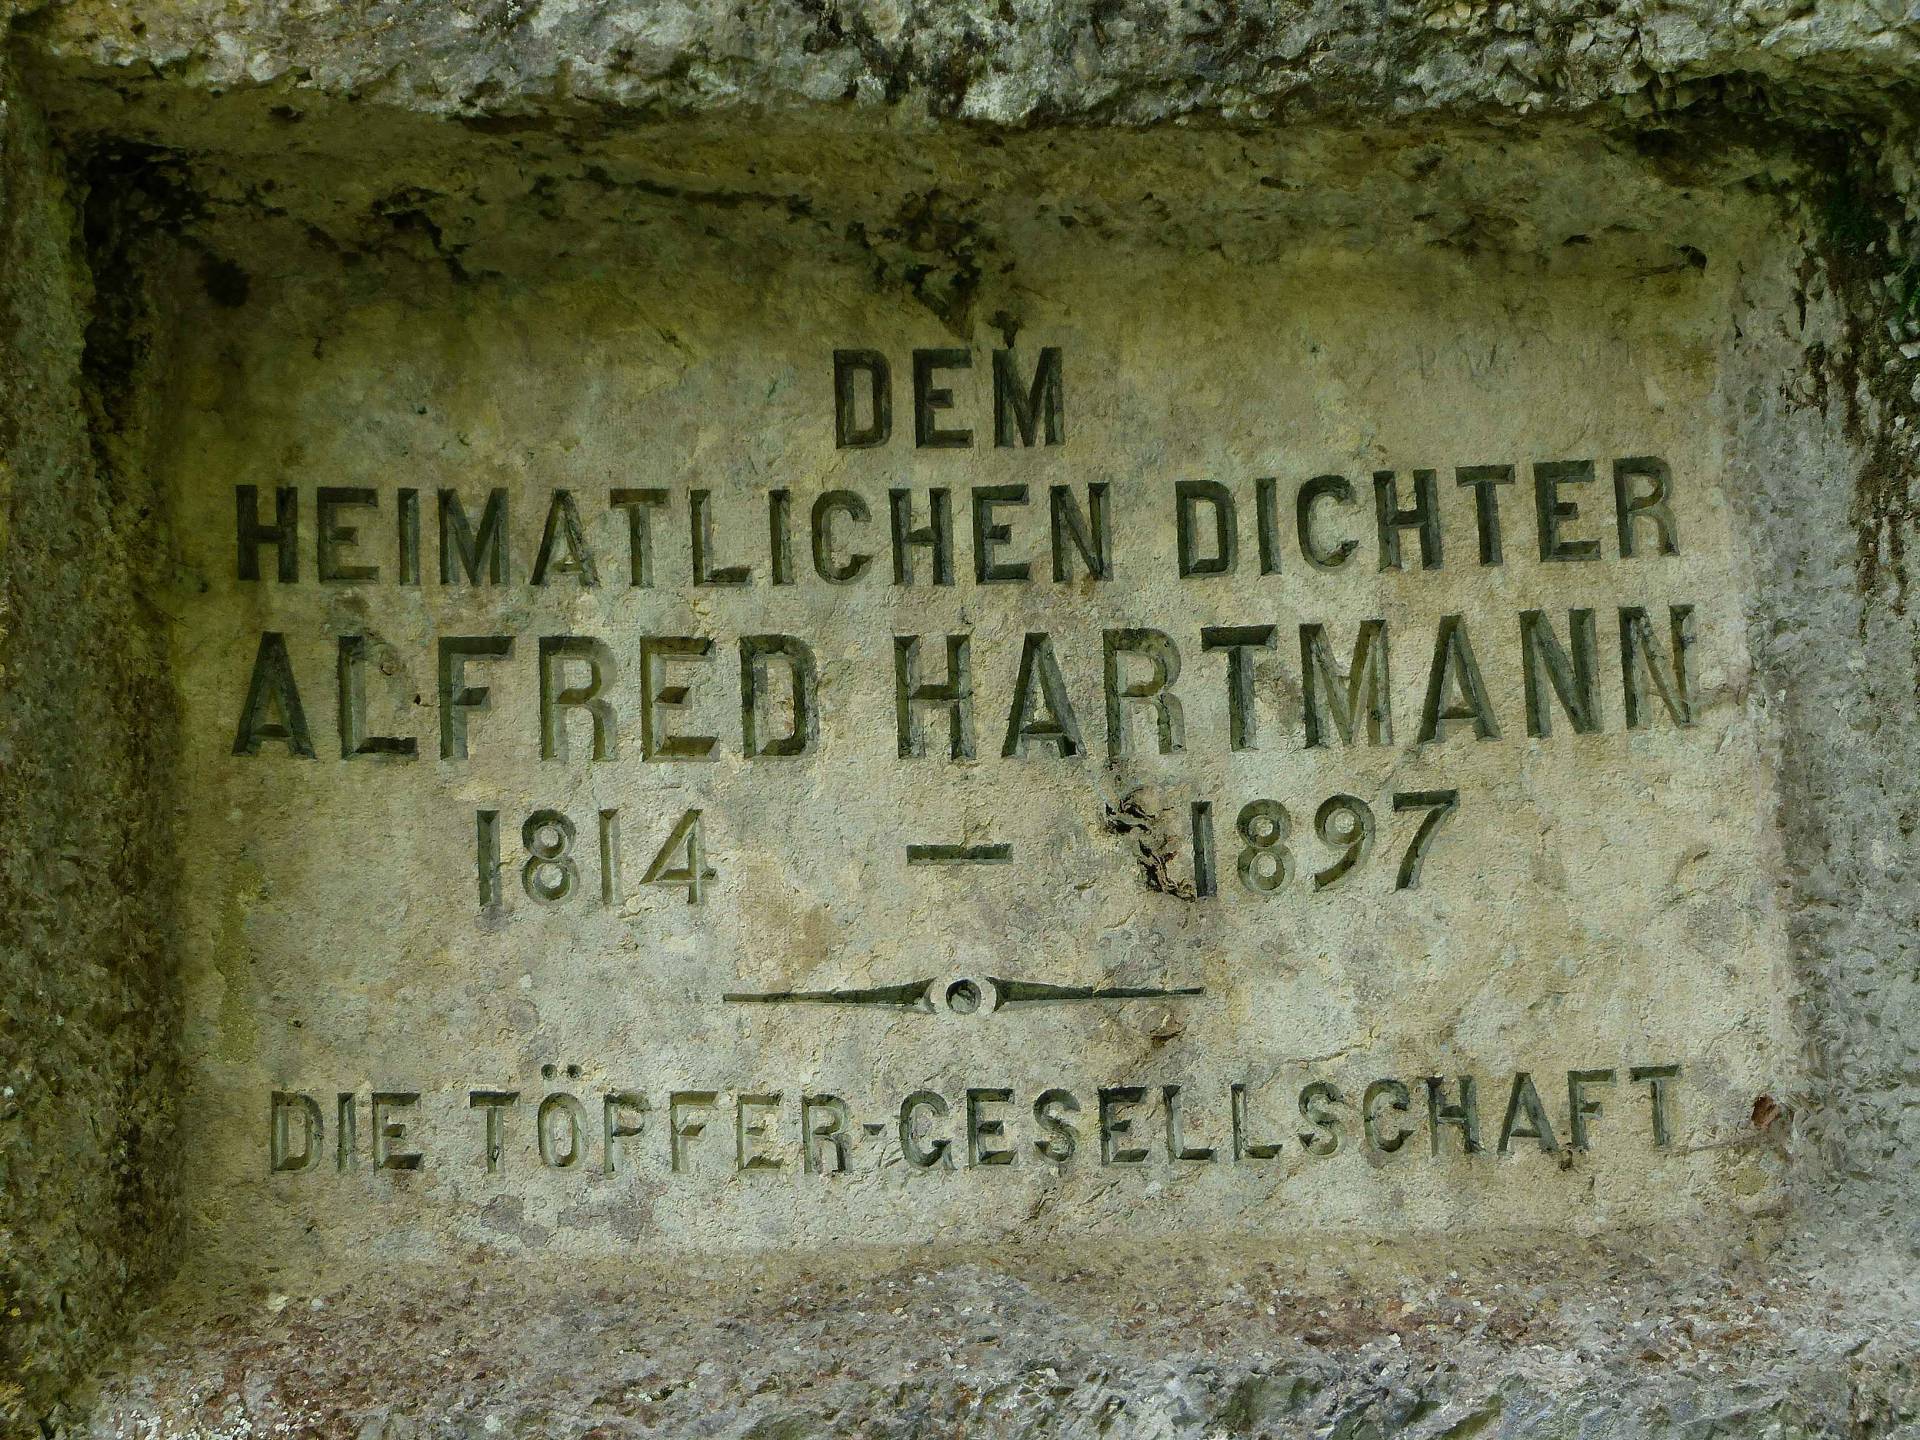 DEM
HEIMATLICHEN DICHTER
ALFRED HARTMANN
1814 — 1897
DIE TÖPFER-GESELLSCHAFT